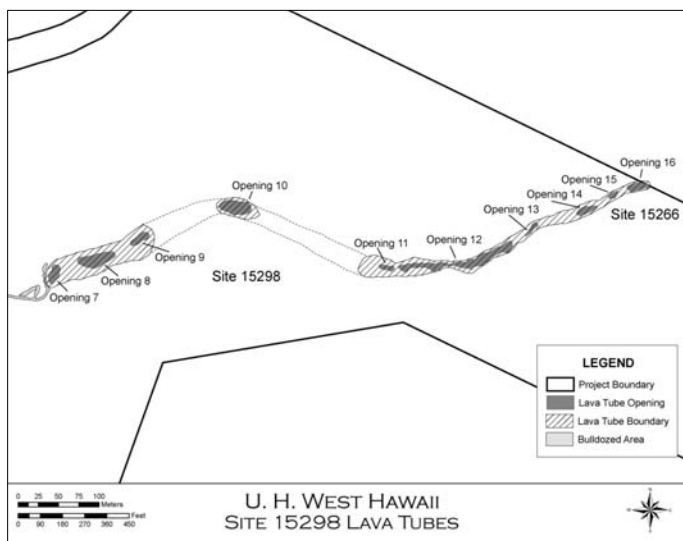 Opening 16
Opening 15
Opening 14
Site 15266
Opening 13
Opening 10
Opening 12
Opening 11
Opening 9
Site 15298
Opening 8
Opening 7
LEGEND
Project Boundary
Lava Tube Opening
Lava Tube Boundary
Bulldozed Area
0 25 50 75 100
Meters
Feet
0 90 180 270 360 450
U. H. WEST HAWAII
SITE 15298 LAVA TUBES